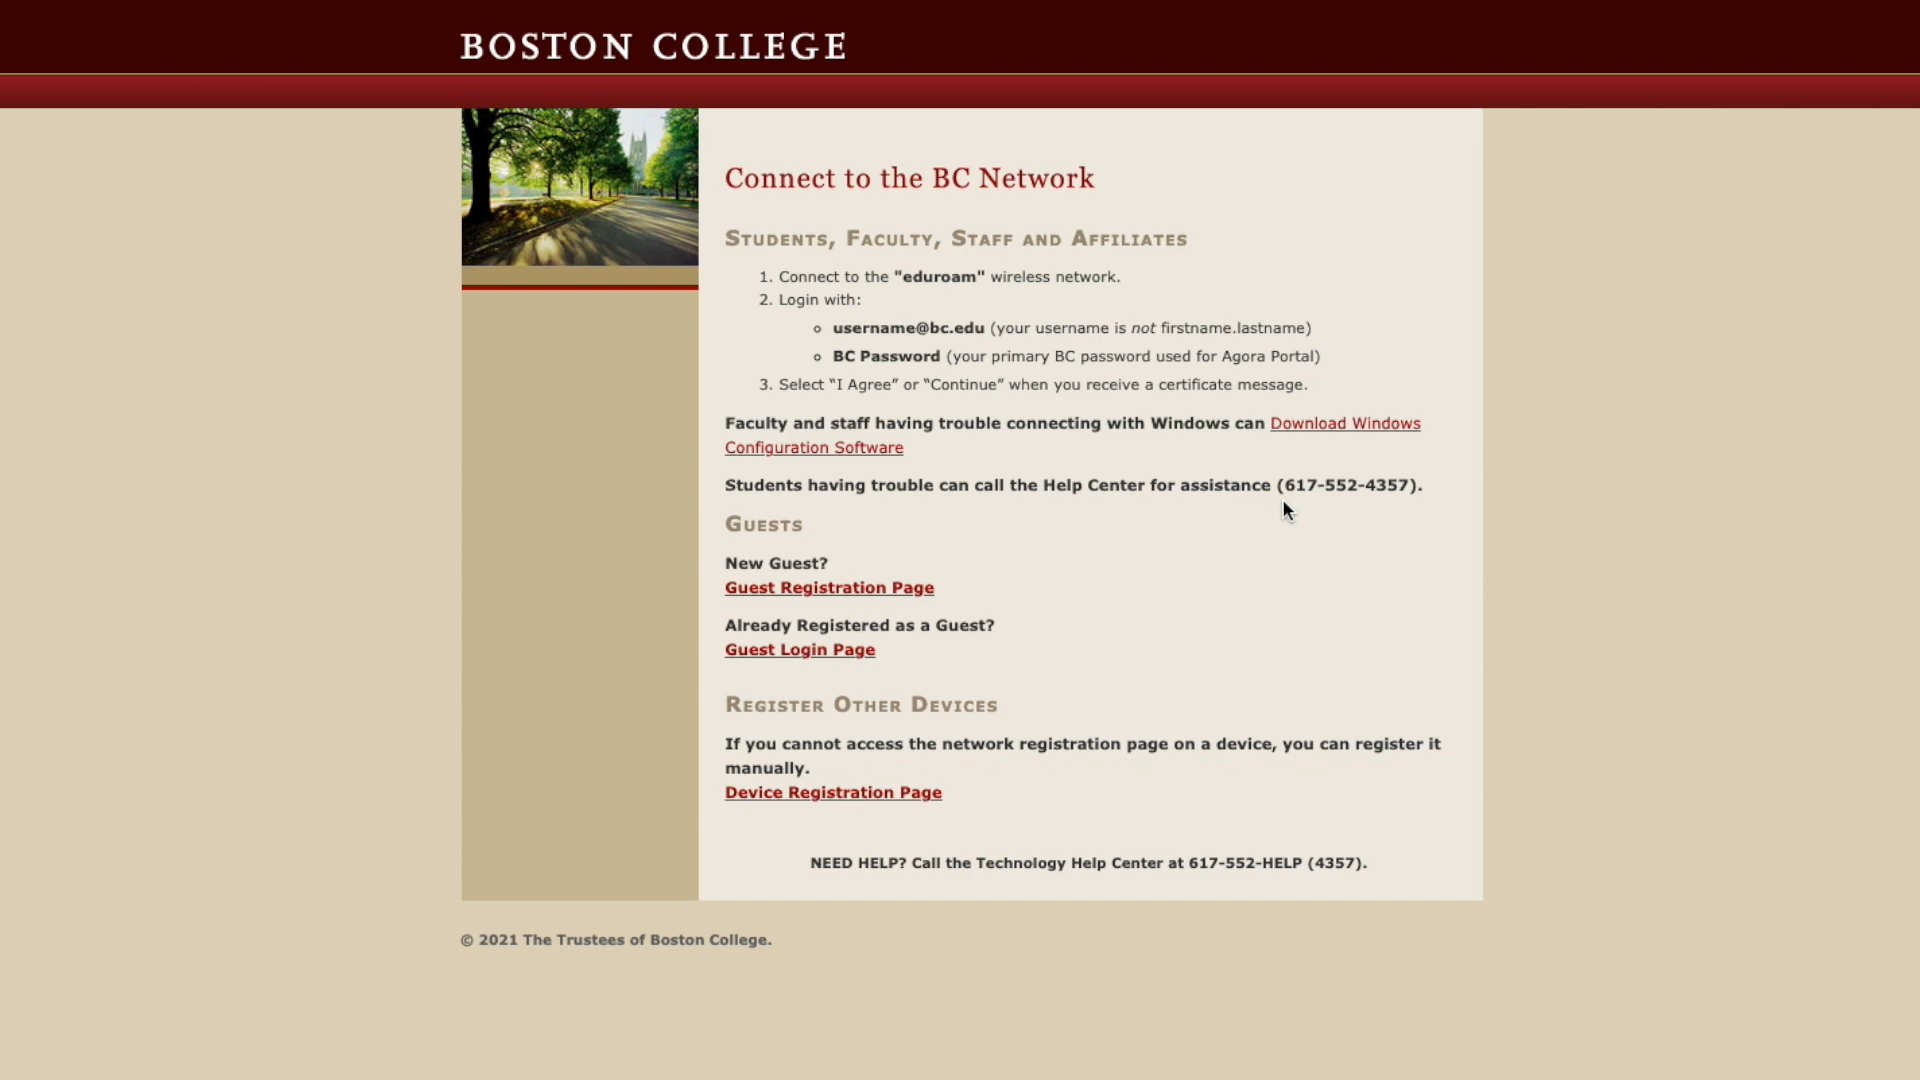 BOSTON COLLEGE
Connect to the BC Network
Students, Faculty, Staff and Affiliates
1. Connect to the "eduroam" wireless network.
2. Login with:
username@bc.edu (your username is not firstname.lastname)
BC Password (your primary BC password used for Agora Portal)
3. Select “I Agree” or “Continue” when you receive a certificate message.
Faculty and staff having trouble connecting with Windows can Download Windows
Configuration Software
Students having trouble can call the Help Center for assistance (617-552-4357).
Guests
New Guest?
Guest Registration Page
Already Registered as a Guest?
Guest Login Page
Register Other Devices
If you cannot access the network registration page on a device, you can register it
manually.
Device Registration Page
NEED HELP? Call the Technology Help Center at 617-552-HELP (4357).
© 2021 The Trustees of Boston College.